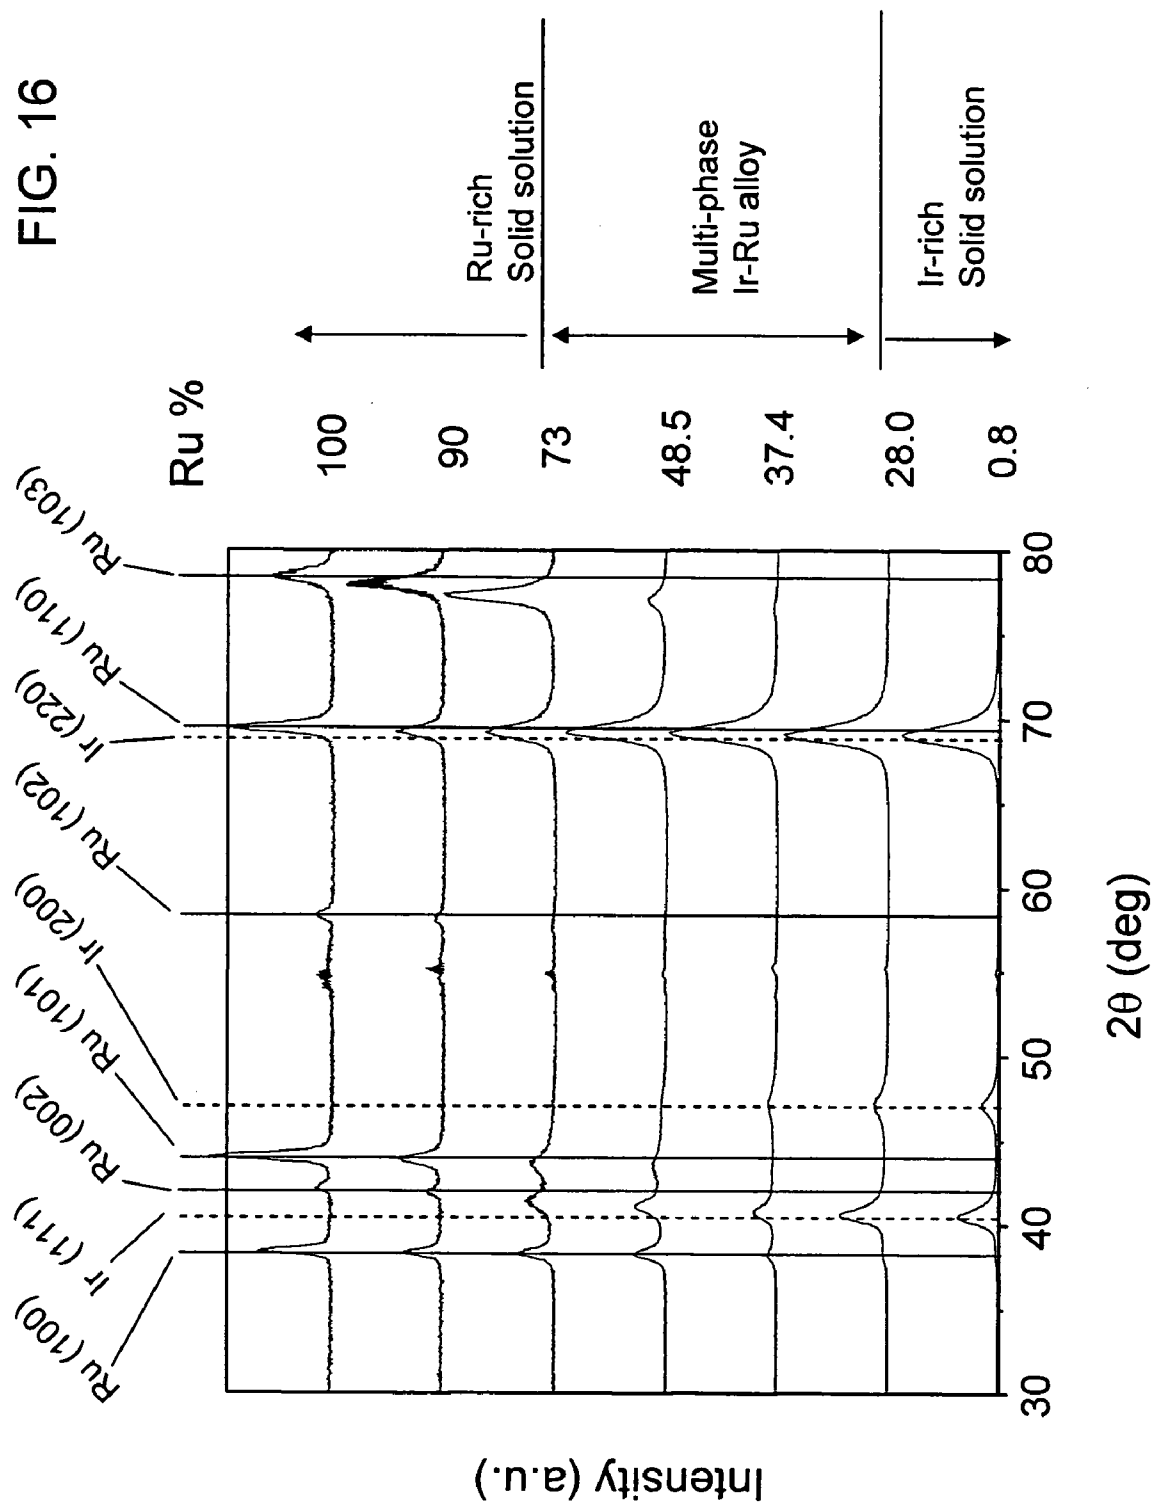 FIG. 16
Ru (100)
Ir (111)
Ru (002)
Ru (101)
Ir (200)
Ru (102)
Ir (220)
Ru (110)
Ru (103)
Ru %
100
90
73
48.5
37.4
28.0
0.8
Ru-rich
Solid solution
Multi-phase
Ir-Ru alloy
Ir-rich
Solid solution
Intensity (a.u.)
30
40
50
60
70
80
2θ (deg)